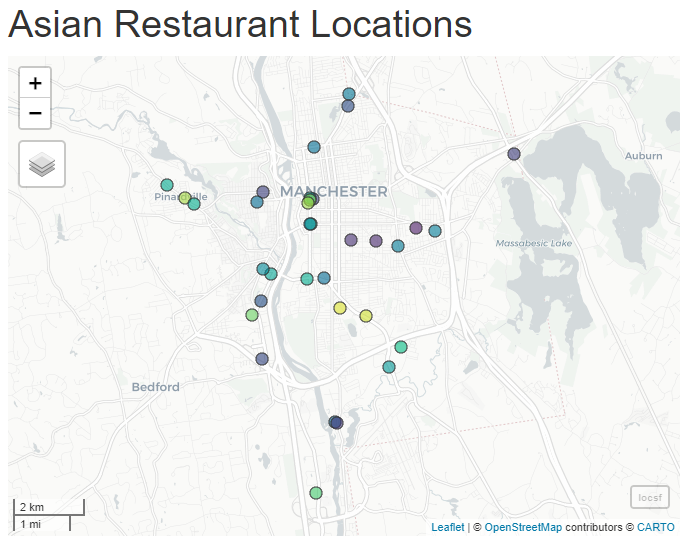 Asian Restaurant Locations
+
−
Auburn
MANCHESTER
Pinardville
Massabesic Lake
Bedford
locsf
2 km
1 mi
Leaflet | © OpenStreetMap contributors © CARTO